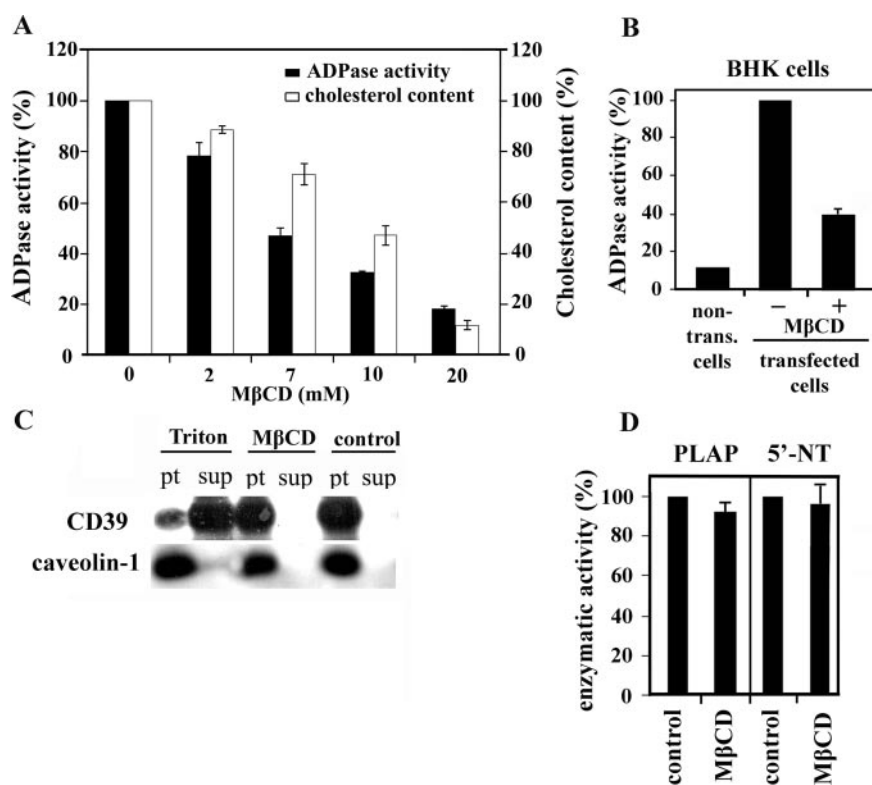 A
120
100
80
60
40
20
0
ADPase activity (%)
ADPase activity
cholesterol content
120
100
80
60
40
20
0
Cholesterol content (%)
0 2 7 10 20
MβCD (mM)
B
BHK cells
100
80
60
40
20
0
ADPase activity (%)
non-
trans.
cells
− +
MβCD
transfected
cells
C
Triton MβCD control
pt sup pt sup pt sup
CD39
caveolin-1
D
PLAP 5'-NT
100
80
60
40
20
0
enzymatic activity (%)
control
MβCD
control
MβCD